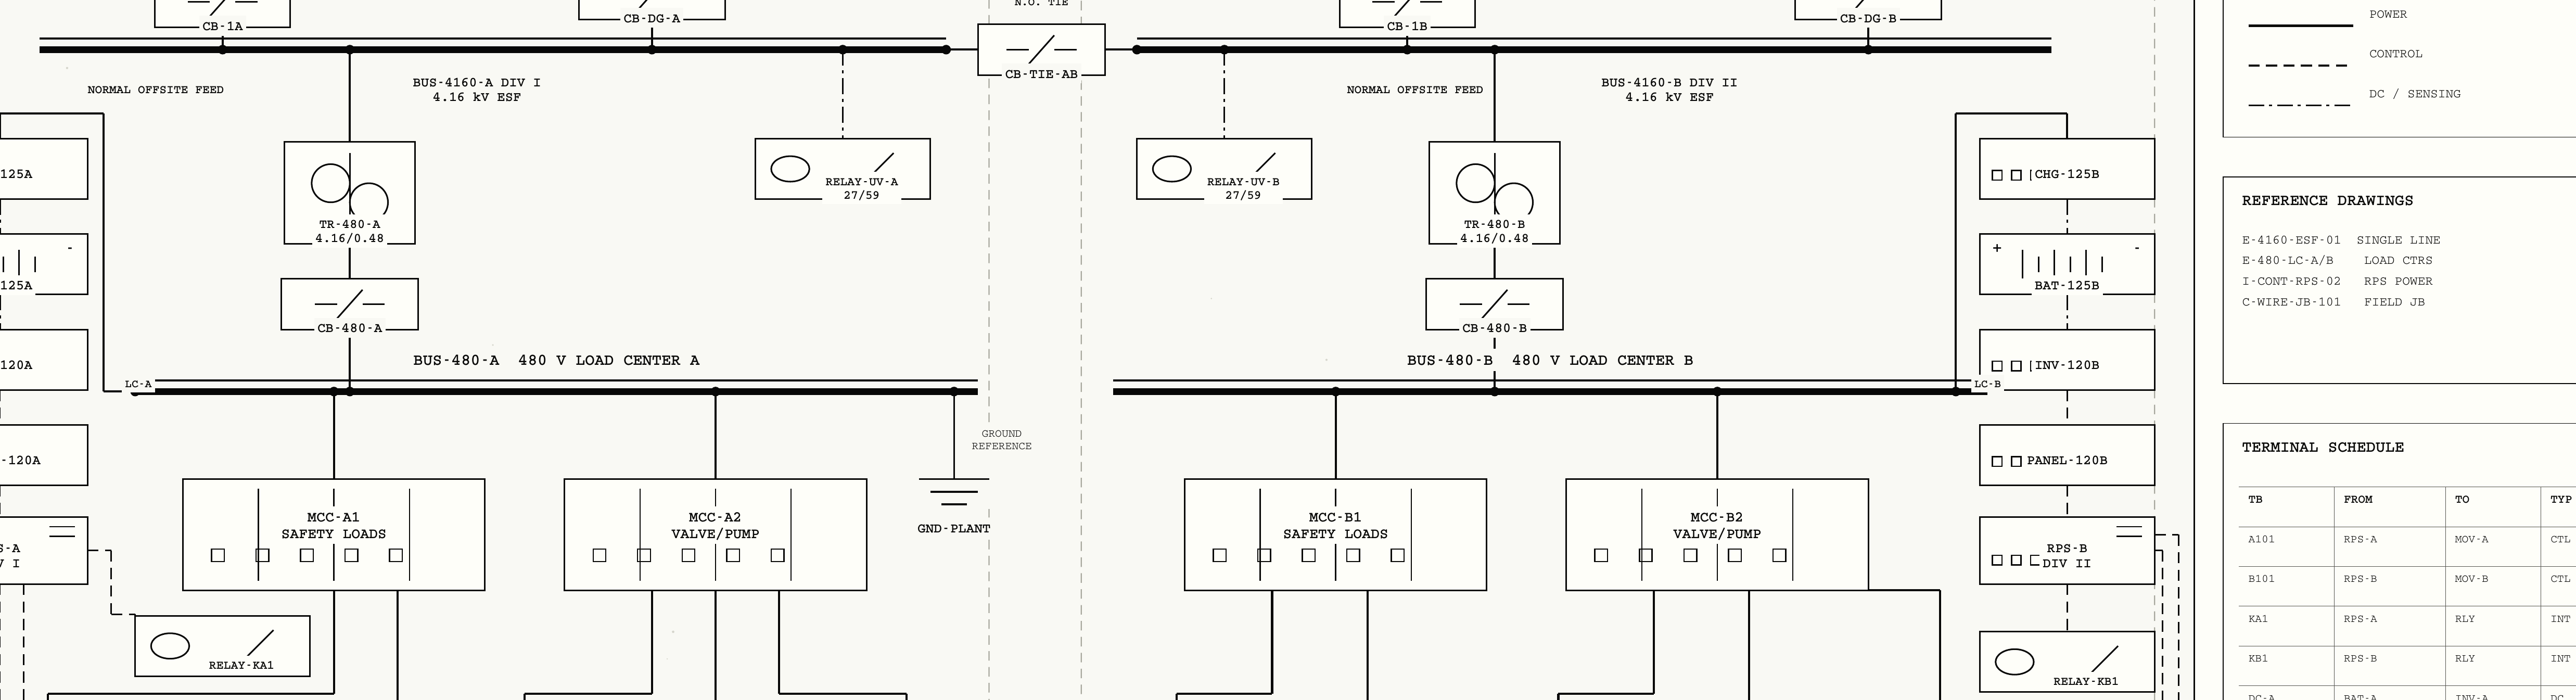 N.O. TIE
CB-1A
CB-DG-A
CB-1B
CB-DG-B
CB-TIE-AB
NORMAL OFFSITE FEED
BUS-4160-A DIV I
4.16 kV ESF
NORMAL OFFSITE FEED
BUS-4160-B DIV II
4.16 kV ESF
125A
TR-480-A
4.16/0.48
RELAY-UV-A
27/59
RELAY-UV-B
27/59
TR-480-B
4.16/0.48
CHG-125B
-
125A
+ -
BAT-125B
CB-480-A
CB-480-B
BUS-480-A 480 V LOAD CENTER A
BUS-480-B 480 V LOAD CENTER B
120A
INV-120B
LC-A
LC-B
GROUND
REFERENCE
-120A
PANEL-120B
MCC-A1
SAFETY LOADS
MCC-A2
VALVE/PUMP
GND-PLANT
MCC-B1
SAFETY LOADS
MCC-B2
VALVE/PUMP
S-A
V I
RPS-B
DIV II
RELAY-KA1
RELAY-KB1
POWER
CONTROL
DC / SENSING
REFERENCE DRAWINGS
E-4160-ESF-01 SINGLE LINE
E-480-LC-A/B LOAD CTRS
I-CONT-RPS-02 RPS POWER
C-WIRE-JB-101 FIELD JB
TERMINAL SCHEDULE
TB FROM TO TYP
A101 RPS-A MOV-A CTL
B101 RPS-B MOV-B CTL
KA1 RPS-A RLY INT
KB1 RPS-B RLY INT
DC-A BAT-A INV-A DC